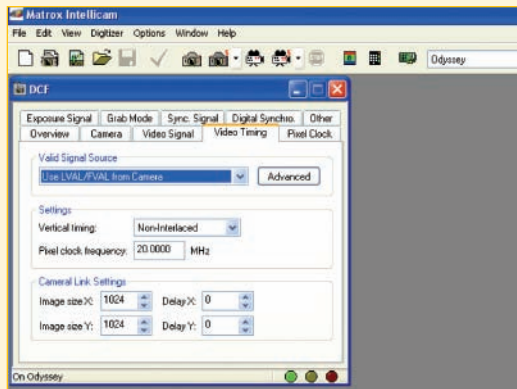 Matrox Intellicam
File Edit View Digitizer Options Window Help
Odyssey
DCF
Exposure Signal Grab Mode Sync. Signal Digital Synchro. Other
Overview Camera Video Signal Video Timing Pixel Clock
Valid Signal Source
Use LVAL/FVAL from Camera Advanced
Settings
Vertical timing: Non-Interlaced
Pixel clock frequency: 20.0000 MHz
Cameral Link Settings
Image size X: 1024 Delay X: 0
Image size Y: 1024 Delay Y: 0
On Odyssey